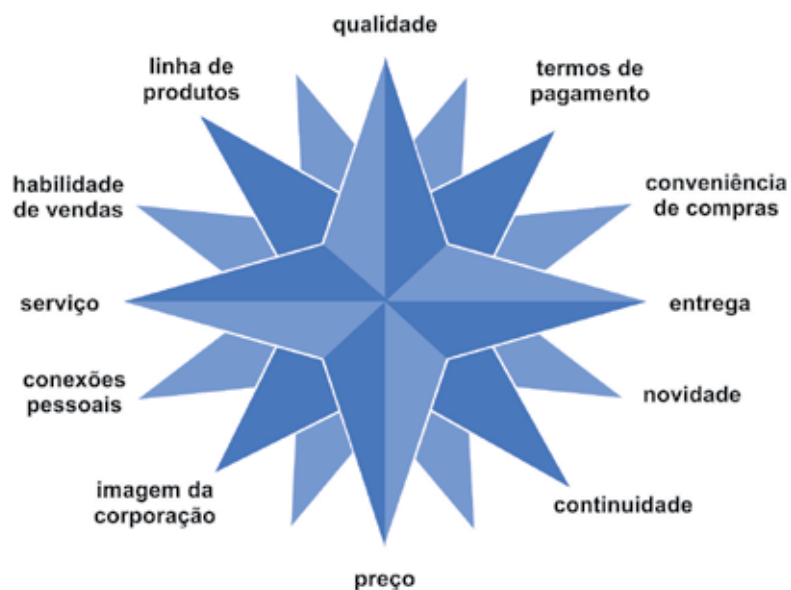 qualidade
linha de
produtos
termos de
pagamento
habilidade
de vendas
conveniência
de compras
serviço
entrega
conexões
pessoais
novidade
imagem da
corporação
continuidade
preço